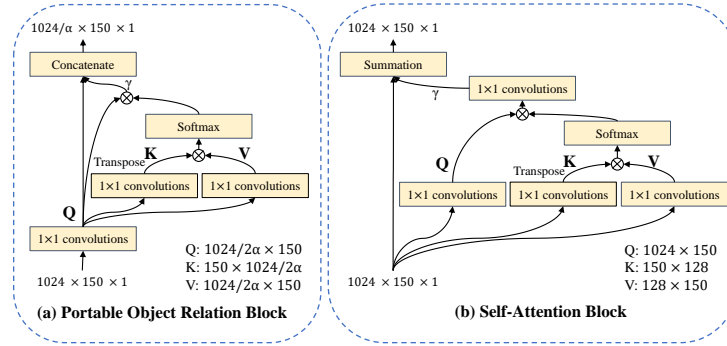 1024/α × 150 × 1
Concatenate
γ
Softmax
Transpose
K
V
1×1 convolutions
1×1 convolutions
Q
1×1 convolutions
1024 × 150 × 1
Q: 1024/2α × 150
K: 150 × 1024/2α
V: 1024/2α × 150
(a) Portable Object Relation Block
1024 × 150 × 1
Summation
γ
1×1 convolutions
Softmax
Q
Transpose
K
V
1×1 convolutions
1×1 convolutions
1×1 convolutions
Q: 1024 × 150
K: 150 × 128
V: 128 × 150
1024 × 150 × 1
(b) Self-Attention Block